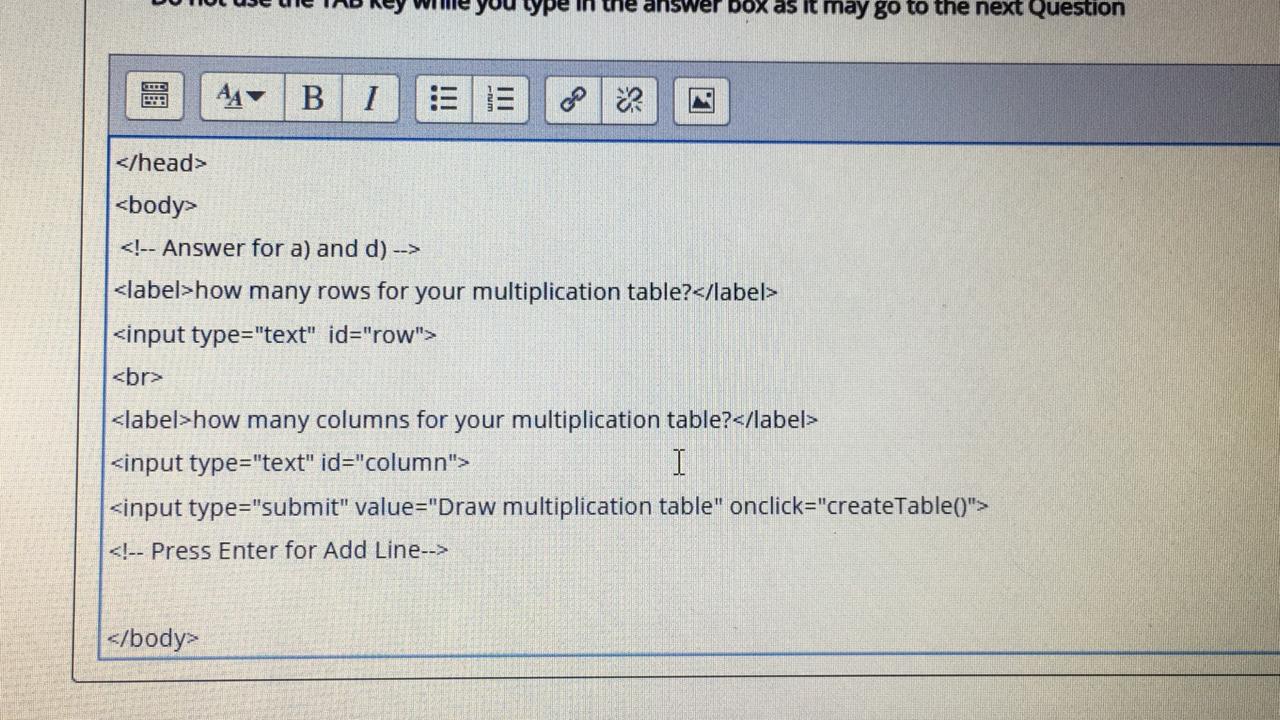 Do not use the TAB key while you type in the answer box as it may go to the next Question
</head>
<body>
<!-- Answer for a) and d) -->
<label>how many rows for your multiplication table?</label>
<input type="text"  id="row">
<br>
<label>how many columns for your multiplication table?</label>
<input type="text" id="column">
<input type="submit" value="Draw multiplication table" onclick="createTable()">
<!-- Press Enter for Add Line-->
</body>